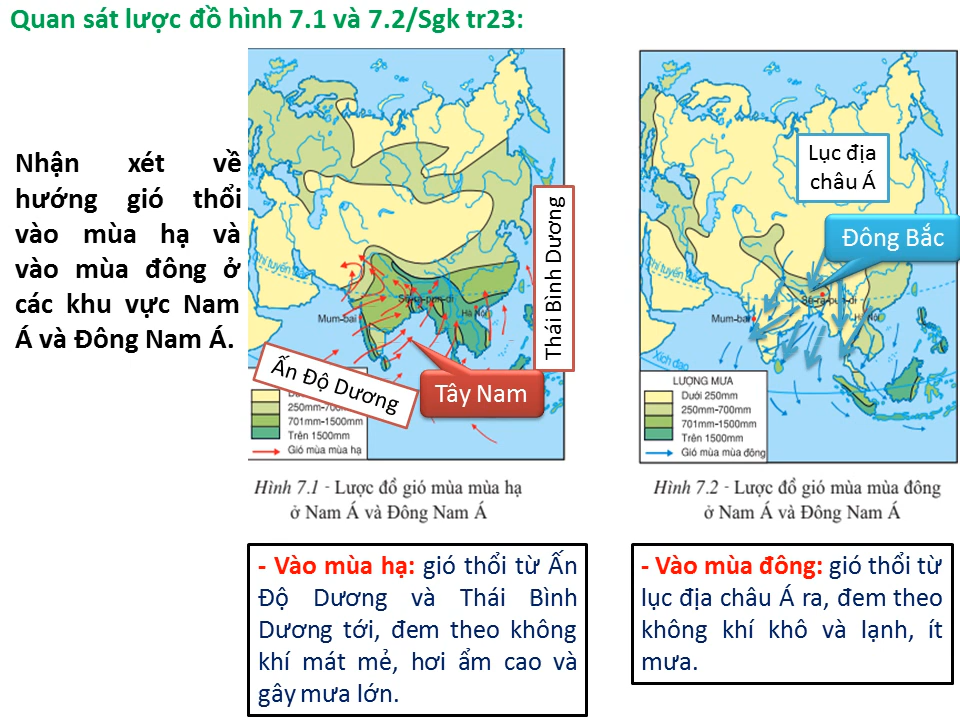 Quan sát lược đồ hình 7.1 và 7.2/Sgk tr23:
Nhận xét về
hướng gió thổi
vào mùa hạ và
vào mùa đông ở
các khu vực Nam
Á và Đông Nam Á.
Thái Bình Dương
Mum-bai
Hà Nội
Ấn Độ Dương
Tây Nam
250mm-700mm
701mm-1500mm
Trên 1500mm
Gió mùa mùa hạ
Hình 7.1 - Lược đồ gió mùa mùa hạ
ở Nam Á và Đông Nam Á
Lục địa
châu Á
Đông Bắc
Mum-bai
Hà Nội
Xích đạo
LƯỢNG MƯA
Dưới 250mm
250mm-700mm
701mm-1500mm
Trên 1500mm
Gió mùa mùa đông
Hình 7.2 - Lược đồ gió mùa mùa đông
ở Nam Á và Đông Nam Á
- Vào mùa hạ: gió thổi từ Ấn
Độ Dương và Thái Bình
Dương tới, đem theo không
khí mát mẻ, hơi ẩm cao và
gây mưa lớn.
- Vào mùa đông: gió thổi từ
lục địa châu Á ra, đem theo
không khí khô và lạnh, ít
mưa.